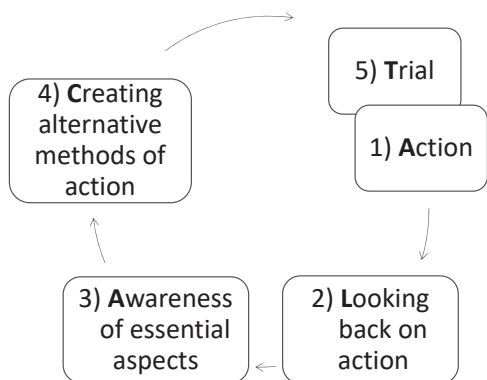 5) Trial
1) Action
2) Looking
back on
action
3) Awareness
of essential
aspects
4) Creating
alternative
methods of
action